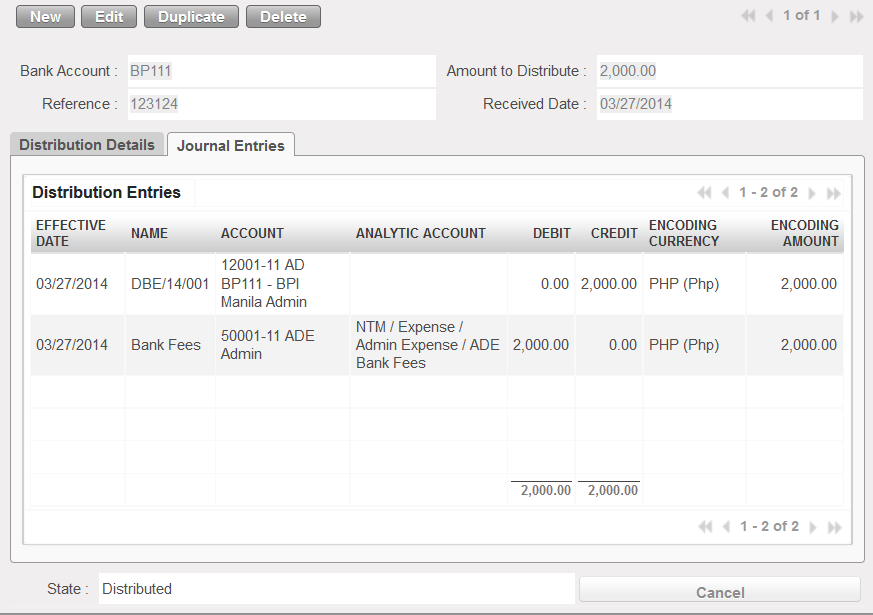 New Edit Duplicate Delete 1 of 1
Bank Account : BP111 Amount to Distribute : 2,000.00
Reference : 123124 Received Date : 03/27/2014
Distribution Details Journal Entries
Distribution Entries 1 - 2 of 2
EFFECTIVE DATE NAME ACCOUNT ANALYTIC ACCOUNT DEBIT CREDIT ENCODING CURRENCY ENCODING AMOUNT
12001-11 AD
03/27/2014 DBE/14/001 BP111 - BPI 0.00 2,000.00 PHP (Php) 2,000.00
Manila Admin
NTM / Expense /
03/27/2014 Bank Fees 50001-11 ADE Admin Admin Expense / ADE 2,000.00 0.00 PHP (Php) 2,000.00
Bank Fees
2,000.00 2,000.00
1 - 2 of 2
State : Distributed Cancel